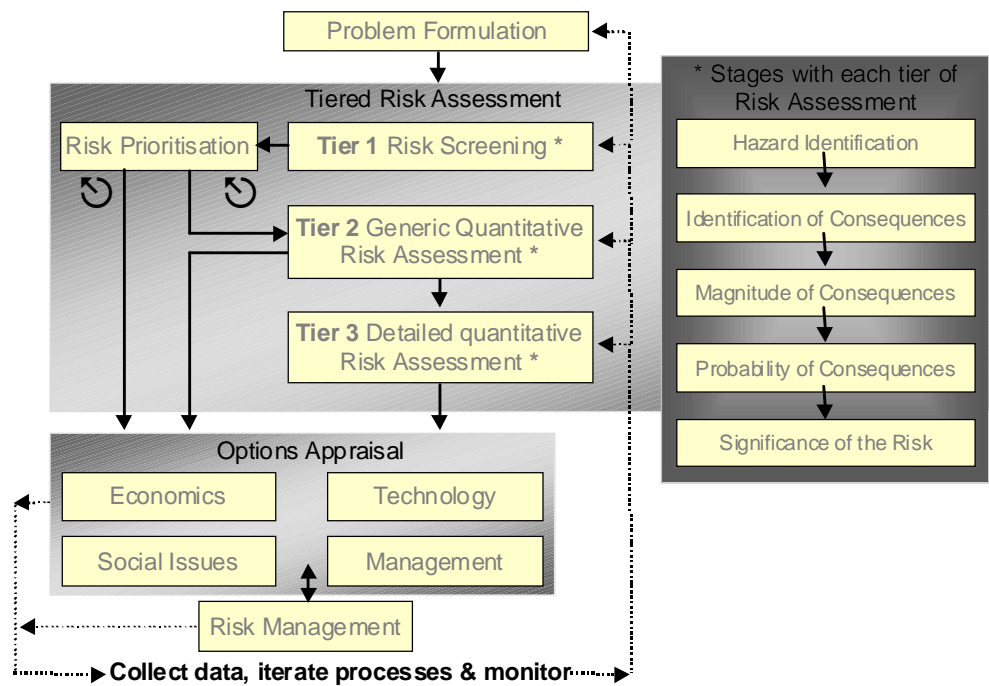 Problem Formulation
Tiered Risk Assessment
Risk Prioritisation
Tier 1 Risk Screening *
Tier 2 Generic Quantitative
Risk Assessment *
Tier 3 Detailed quantitative
Risk Assessment *
Options Appraisal
Economics
Technology
Social Issues
Management
Risk Management
Collect data, iterate processes & monitor
* Stages with each tier of
Risk Assessment
Hazard Identification
Identification of Consequences
Magnitude of Consequences
Probability of Consequences
Significance of the Risk